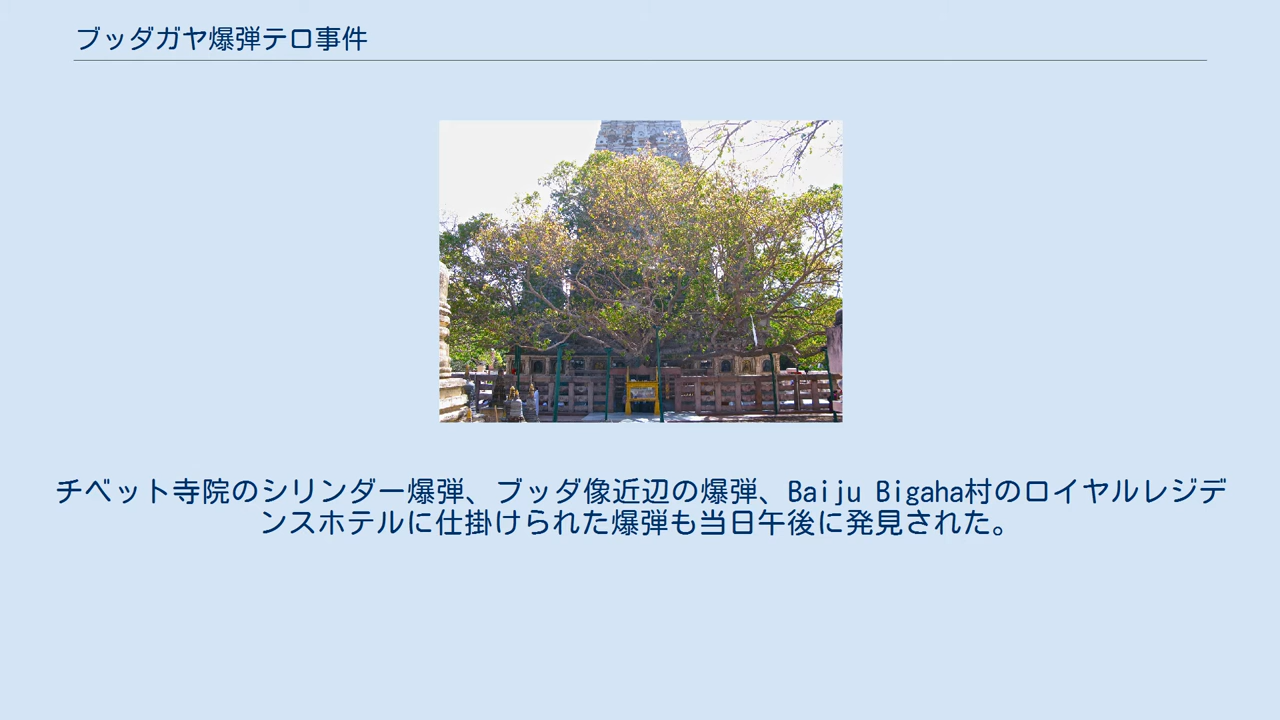 ブッダガヤ爆弾テロ事件
チベット寺院のシリンダー爆弾、ブッダ像近辺の爆弾、Baiju Bigaha村のロイヤルレジデ
ンスホテルに仕掛けられた爆弾も当日午後に発見された。